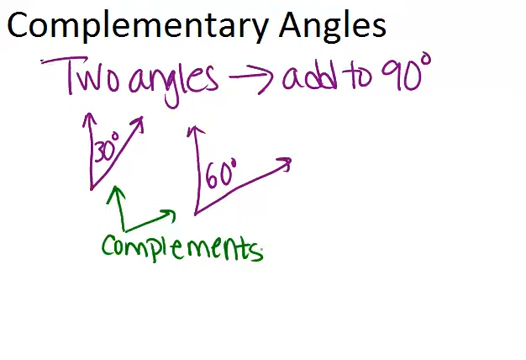 Complementary Angles
Two angles → add to 90°
30°
60°
Complements